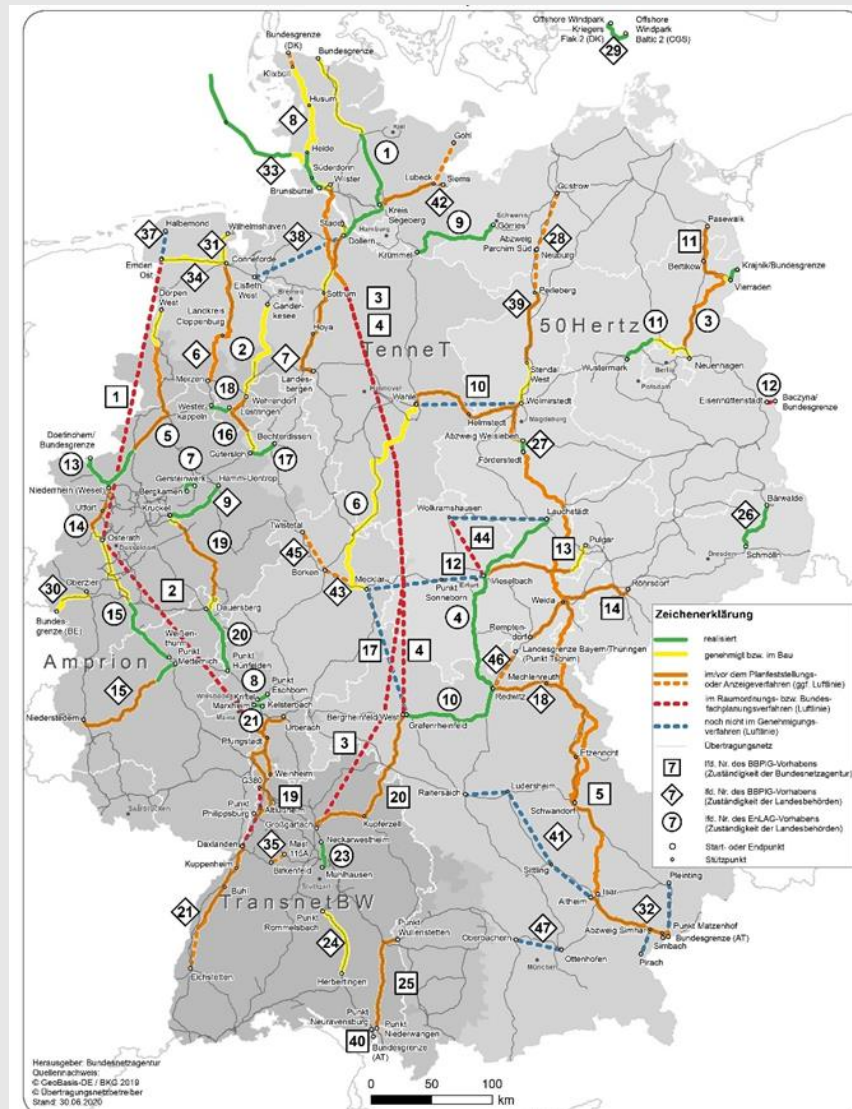 Bundesgrenze
(DK)
Bundesgrenze
Offshore Windpark
Kriegers
Flak 2 (DK)
Offshore
Windpark
Baltic 2 (CGS)
29
Klixbüll
Husum
8
Kiel
Göhl
Heide
1
33
Süderdonn
Wilster
Brunsbüttel
Lübeck
Siems
42
Güstrow
Stade
Kreis
Segeberg
Schwerin
Görries
9
Pasewalk
Halbemond
37
31
Wilhelmshaven
38
Hamburg
Dollern
Krümmel
Abzweig
Parchim Süd
28
Neuburg
11
Bertikow
Krajnik/Bundesgrenze
Vierraden
Emden
Ost
Conneforde
34
Elsfleth
West
Bremen
Perleberg
Dörpen
West
Landkreis
Cloppenburg
Ganderkesee
Sottrum
3
4
39
50Hertz
11
3
6
2
Hoya
7
TenneT
Stendal
West
Wustermark
Berlin
Neuenhagen
Potsdam
Merzen
Landesbergen
Hannover
10
1
18
Wehrendorf
Wahle
Wolmirstedt
12
Eisenhüttenstadt
Baczyna/
Bundesgrenze
Westerkappeln
Lüstringen
Helmstedt
Magdeburg
Doetinchem/
Bundesgrenze
5
16
Bechterdissen
Abzweig Welsleben
27
Förderstedt
13
7
Gütersloh
17
Gersteinwerk
Hamm-Uentrop
Niederrhein (Wesel)
Bergkamen
9
6
Utfort
Kruckel
Wolkramshausen
Lauchstädt
Bärwalde
26
14
Osterath
Düsseldorf
19
Twistetal
44
Pulgar
45
12
13
Dresden
Schmölln
Borken
Mecklar
43
Punkt
Sonneborn
Erfurt
Vieselbach
Röhrsdorf
30
Oberzier
2
Weida
14
Bundesgrenze (BE)
15
Dauersberg
4
Remptendorf
Zeichenerklärung
Weißenthurm
20
17
4
Landesgrenze Bayern/Thüringen
(Punkt Tschirn)
realisiert
Amprion
Punkt
Metternich
Punkt
Hünfelden
46
genehmigt bzw. im Bau
8
Punkt
Eschborn
Mechlenreuth
im/vor dem Planfeststellungs-
oder Anzeigeverfahren (ggf. Luftlinie)
15
Wiesbaden
Kriftel
Marxheim
Kelsterbach
Redwitz
18
im Raumordnungs- bzw. Bundes-
fachplanungsverfahren (Luftlinie)
Niederstedem
Mainz
21
Urberach
Bergrheinfeld West
10
Grafenrheinfeld
noch nicht im Genehmigungs-
verfahren (Luftlinie)
Pfungstadt
3
Etzenricht
Übertragungsnetz
Weinheim
7
lfd. Nr. des BBPlG-Vorhabens
(Zuständigkeit der Bundesnetzagentur)
G380
20
Raitersaich
Ludersheim
5
Saarbrücken
Punkt
Philippsburg
19
Altlußheim
Schwandorf
7
lfd. Nr. des BBPlG-Vorhabens
(Zuständigkeit der Landesbehörden)
Großgartach
Kupferzell
7
lfd. Nr. des EnLAG-Vorhabens
(Zuständigkeit der Landesbehörden)
Daxlanden
35
Mast
115A
Neckarwestheim
41
Start- oder Endpunkt
Kuppenheim
Birkenfeld
23
Mühlhausen
Stützpunkt
Stuttgart
Sittling
Pleinting
Bühl
TransnetBW
Altheim
Isar
32
21
Punkt
Rommelsbach
24
Punkt
Wullenstetten
Oberbachern
47
Abzweig Simhar
Punkt Matzenhof
Bundesgrenze (AT)
Simbach
Ottenhofen
Pirach
München
Eichstetten
Herbertingen
25
Punkt
Neuravensburg
Punkt
Niederwangen
40
Bundesgrenze
(AT)
Herausgeber: Bundesnetzagentur
Quellennachweis:
© GeoBasis-DE / BKG 2019
© Übertragungsnetzbetreiber
Stand: 30.06.2020
0 50 100
km